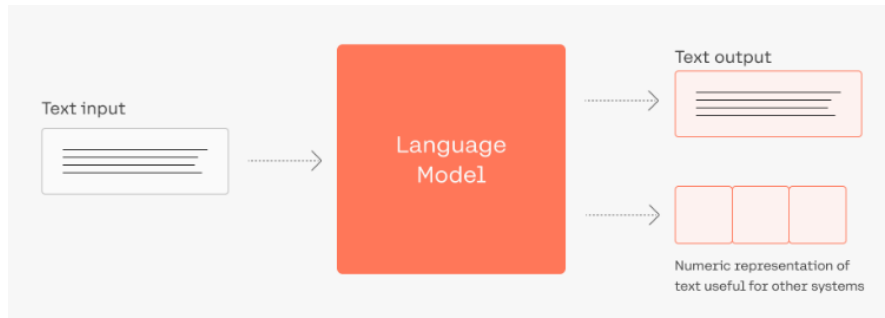 Text input
Language
Model
Text output
Numeric representation of
text useful for other systems